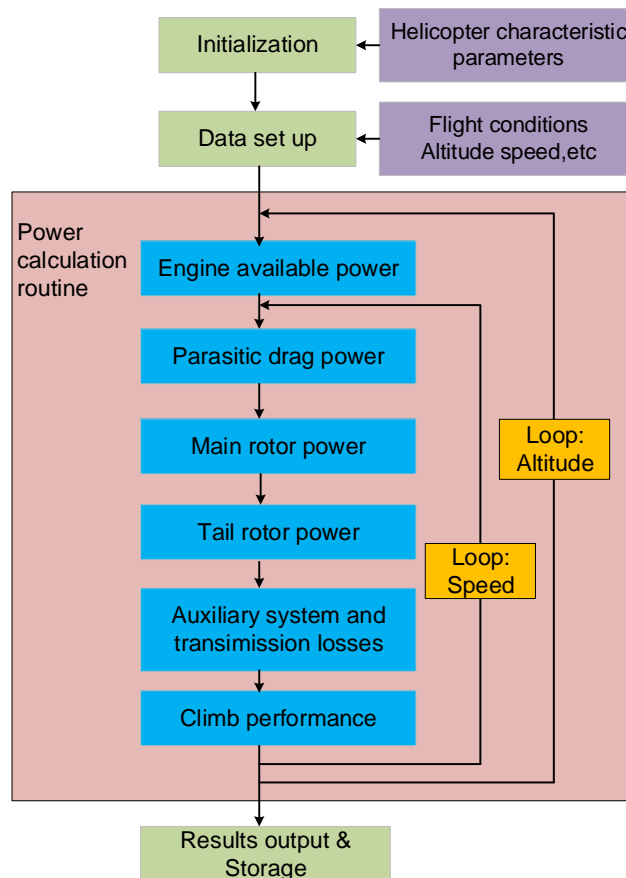 Initialization
Helicopter characteristic
parameters
Data set up
Flight conditions
Altitude speed,etc
Power
calculation
routine
Engine available power
Parasitic drag power
Main rotor power
Loop:
Altitude
Tail rotor power
Loop:
Speed
Auxiliary system and
transimission losses
Climb performance
Results output &
Storage